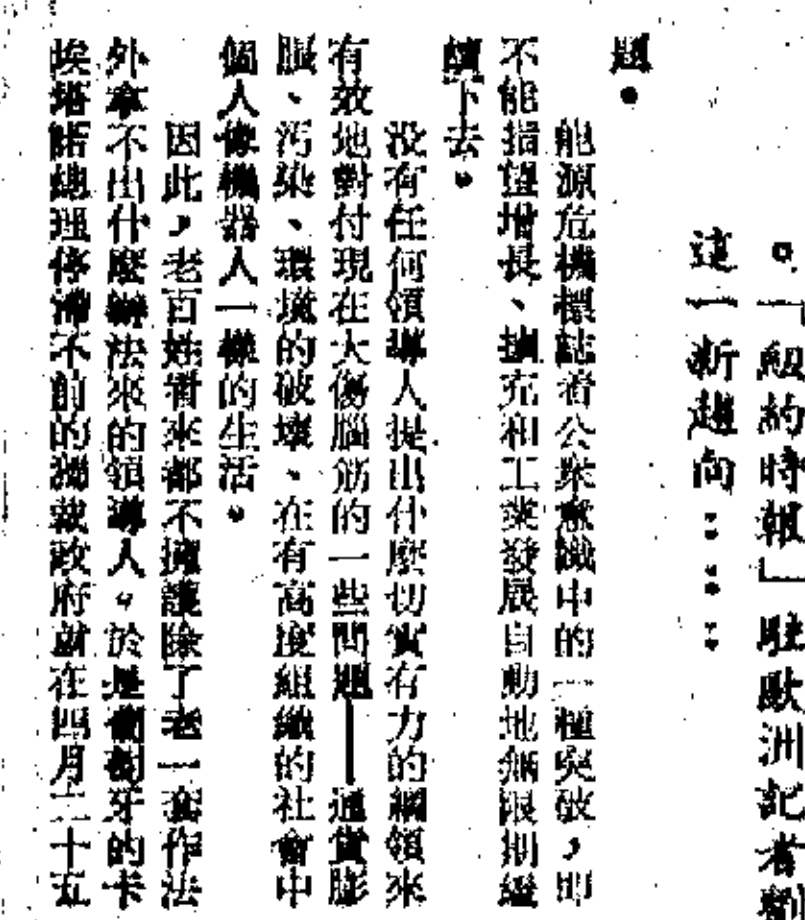 。「紐約時報」駐歐洲記者
這一新趨向：……
題。
能源危機標誌着公衆意識中的一種突破，即
不能指望增長、擴充和工業發展自動地無限期繼
續下去。
没有任何領導人提出什麼切實有力的綱領來
有效地對付現在大傷腦筋的一些問題——通貨膨
脹、汚染、環境的破壞、在有高度組織的社會中
個人像機器人一樣的生活。
因此，老百姓看來都不擁護除了老一套作法
外拿不出什麼辦法來的領導人。於是葡萄牙的卡
埃塔諾總理停滯不前的獨裁政府就在四月二十五